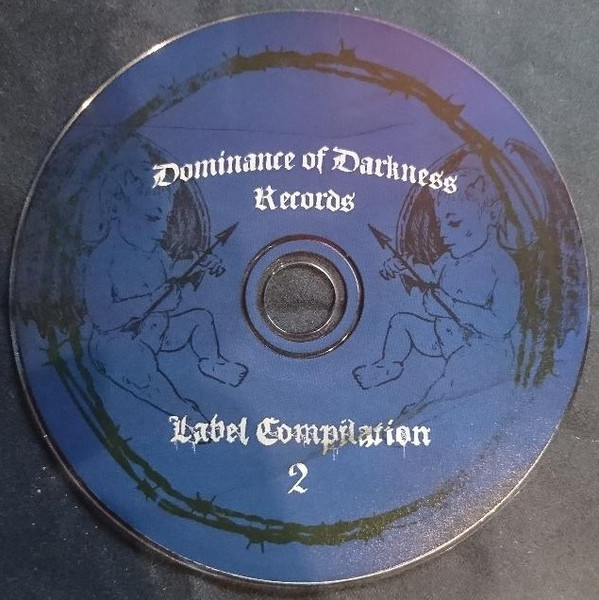 Dominance of Darkness
Records
Label Compilation
2